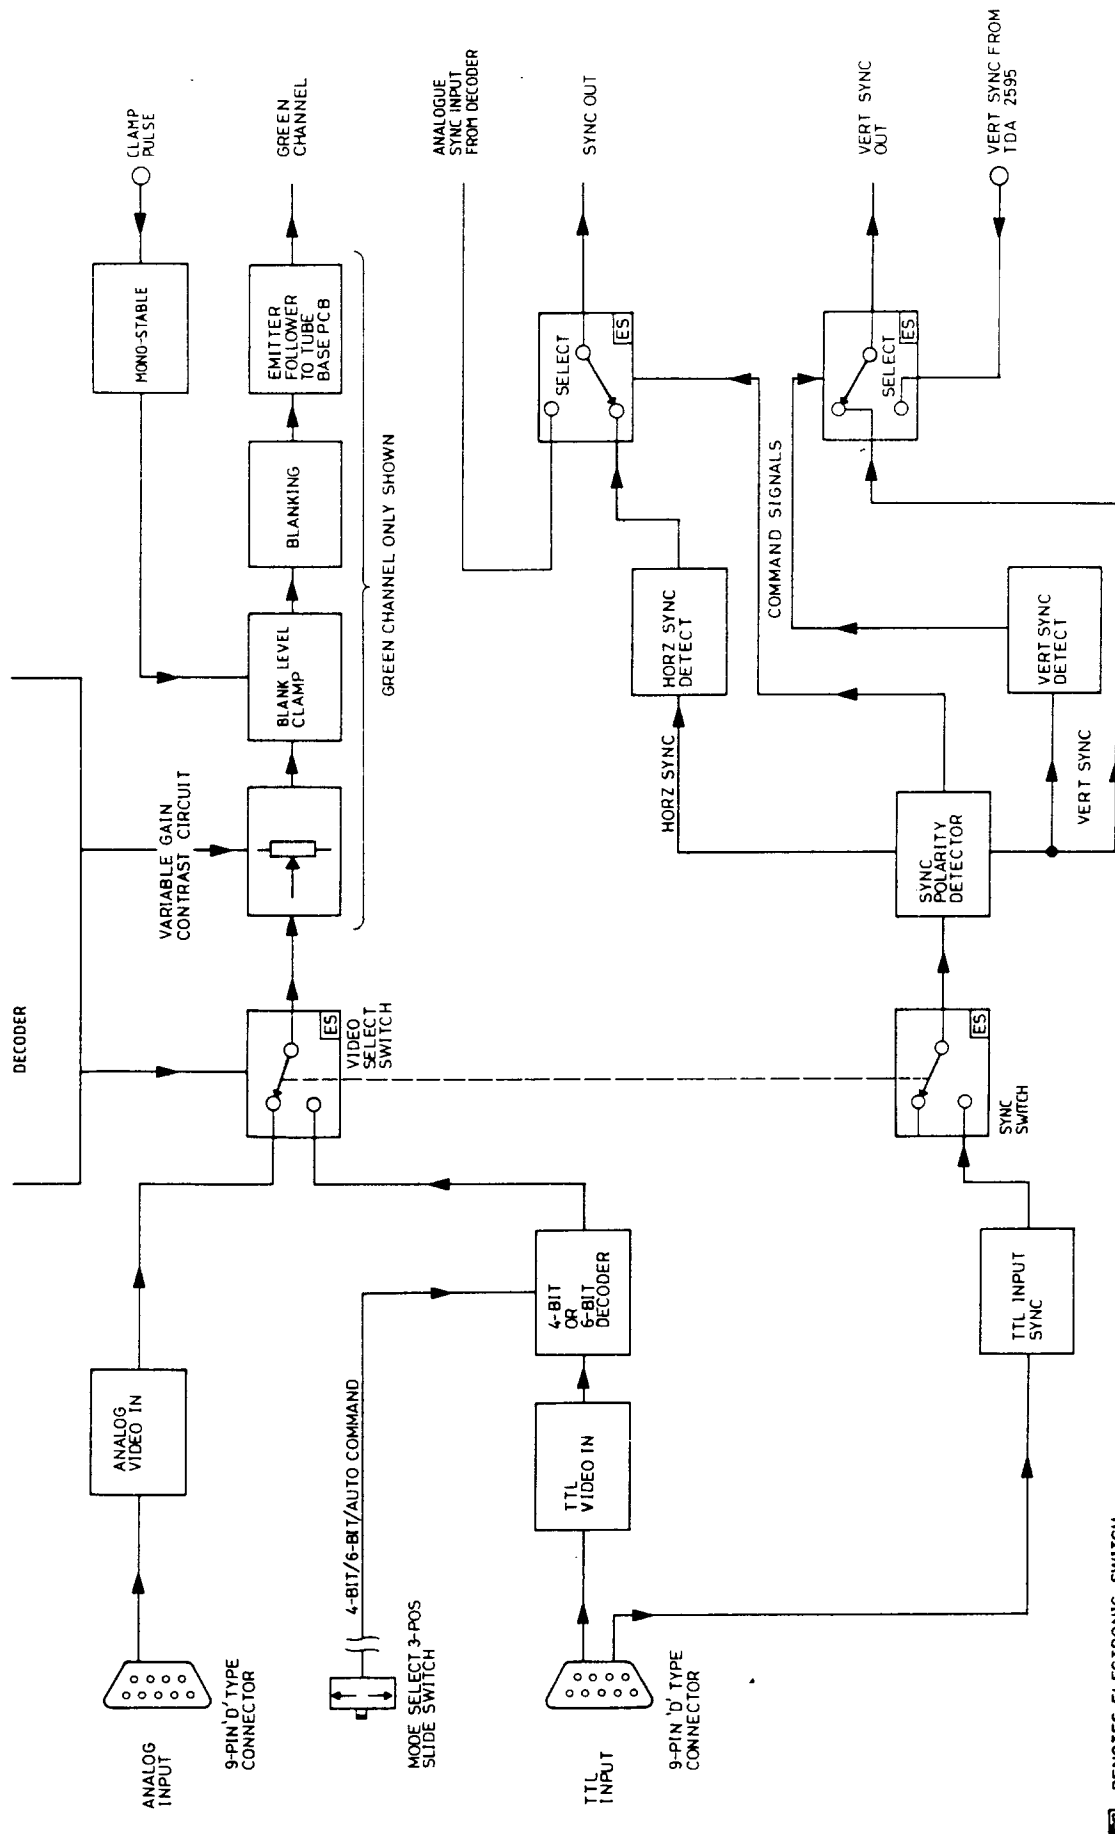 DECODER
ANALOG
INPUT
9-PIN 'D' TYPE
CONNECTOR
ANALOG
VIDEO IN
VIDEO
SELECT
SWITCH
ES
VARIABLE GAIN
CONTRAST CIRCUIT
BLANK LEVEL
CLAMP
BLANKING
EMITTER
FOLLOWER
TO TUBE
BASE PCB
GREEN
CHANNEL
MONO-STABLE
CLAMP
PULSE
GREEN CHANNEL ONLY SHOWN
MODE SELECT 3-POS
SLIDE SWITCH
4-BIT/6-BIT/AUTO COMMAND
TTL
INPUT
9-PIN 'D' TYPE
CONNECTOR
TTL
VIDEO IN
4-BIT
OR
6-BIT
DECODER
TTL INPUT
SYNC
SYNC
SWITCH
ES
SYNC
POLARITY
DETECTOR
HORZ SYNC
HORZ SYNC
DETECT
VERT SYNC
VERT SYNC
DETECT
COMMAND SIGNALS
SELECT
ES
ANALOGUE
SYNC INPUT
FROM DECODER
SYNC OUT
SELECT
ES
VERT SYNC
OUT
VERT SYNC FROM
TDA 2595
DENOTES ELECTRONIC SWITCH